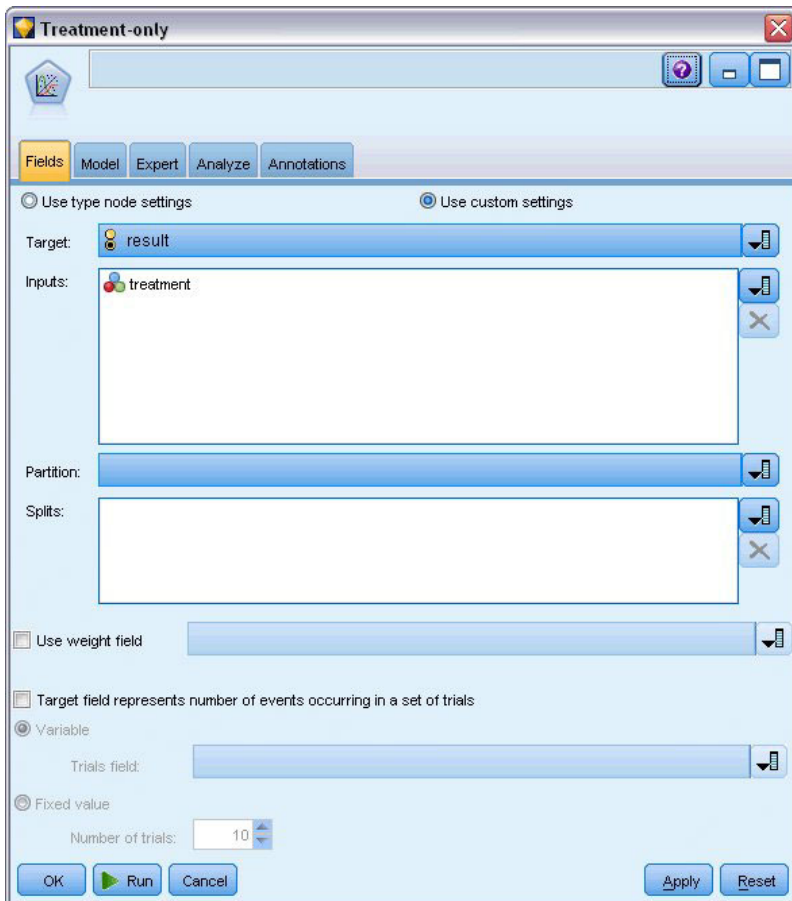 Treatment-only
Fields Model Expert Analyze Annotations
Use type node settings Use custom settings
Target: result
Inputs: treatment
Partition:
Splits:
Use weight field
Target field represents number of events occurring in a set of trials
Variable
Trials field:
Fixed value
Number of trials: 10
OK Run Cancel Apply Reset